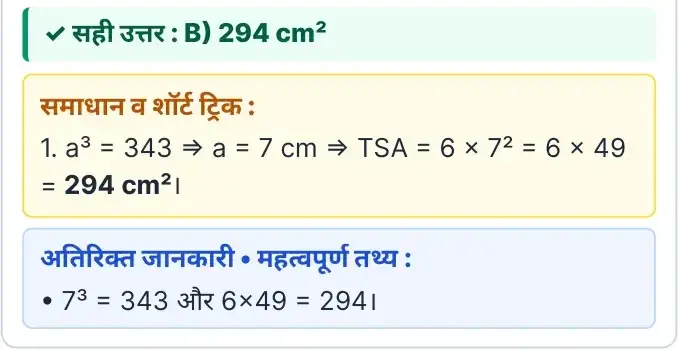 ✓ सही उत्तर : B) 294 cm²
समाधान व शॉर्ट ट्रिक :
1. a³ = 343 ⇒ a = 7 cm ⇒ TSA = 6 × 7² = 6 × 49
= 294 cm²।
अतिरिक्त जानकारी • महत्वपूर्ण तथ्य :
• 7³ = 343 और 6×49 = 294।